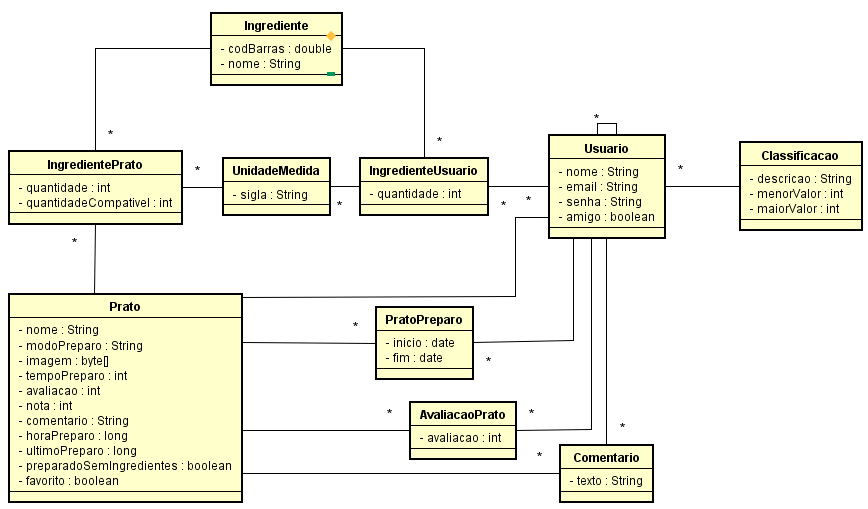 Ingrediente
- codBarras : double
- nome : String
*
*
*
IngredientePrato
- quantidade : int
- quantidadeCompativel : int
*
UnidadeMedida
- sigla : String
*
IngredienteUsuario
- quantidade : int
*
*
Usuario
- nome : String
- email : String
- senha : String
- amigo : boolean
*
Classificacao
- descricao : String
- menorValor : int
- maiorValor : int
*
Prato
- nome : String
- modoPreparo : String
- imagem : byte[]
- tempoPreparo : int
- avaliacao : int
- nota : int
- comentario : String
- horaPreparo : long
- ultimoPreparo : long
- preparadoSemIngredientes : boolean
- favorito : boolean
*
PratoPreparo
- inicio : date
- fim : date
*
*
AvaliacaoPrato
- avaliacao : int
*
*
*
Comentario
- texto : String